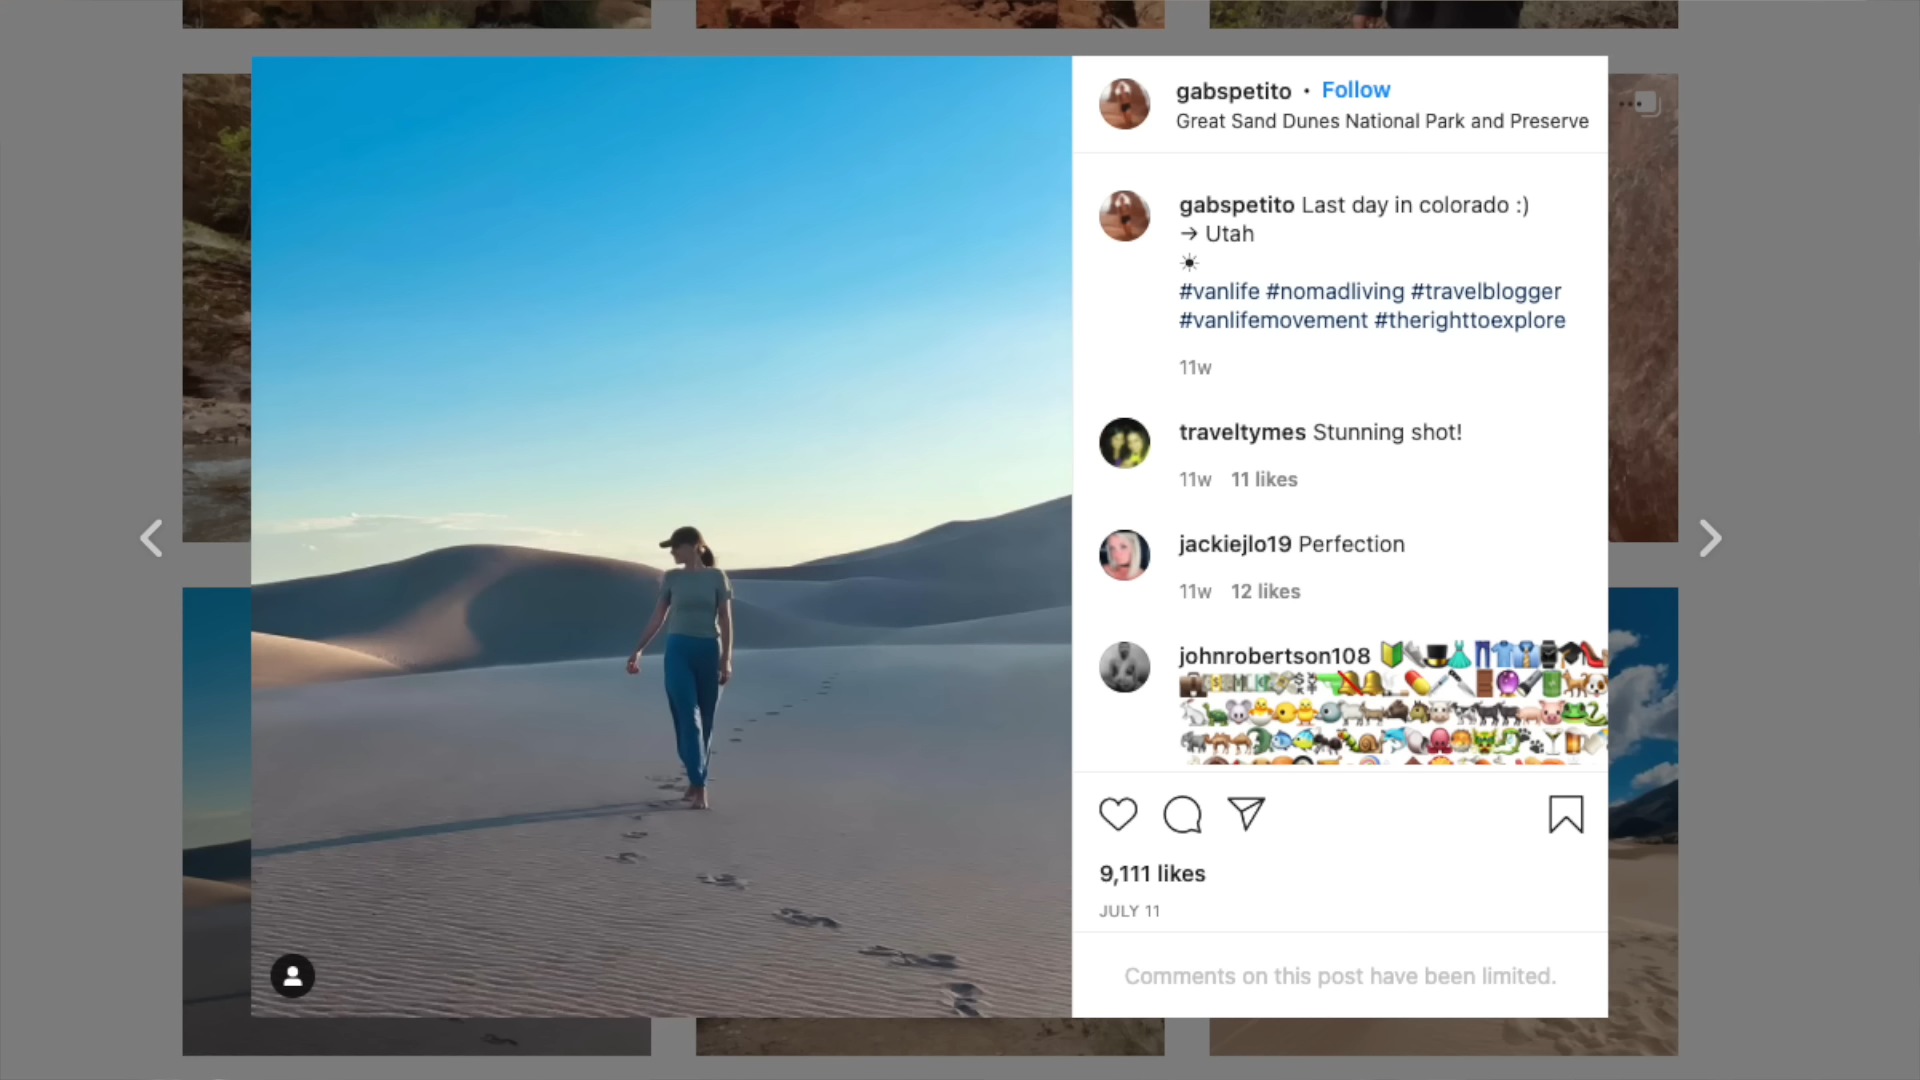 gabspetito • Follow
Great Sand Dunes National Park and Preserve
gabspetito Last day in colorado :)
→ Utah
☀
#vanlife #nomadliving #travelblogger
#vanlifemovement #therighttoexplore
11w
traveltymes Stunning shot!
11w 11 likes
jackiejlo19 Perfection
11w 12 likes
johnrobertson108
9,111 likes
JULY 11
Comments on this post have been limited.